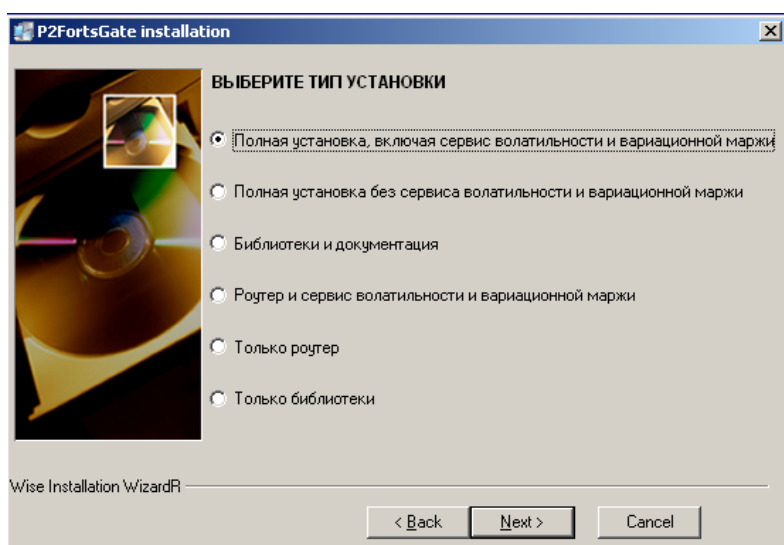 P2FortsGate installation
ВЫБЕРИТЕ ТИП УСТАНОВКИ
Полная установка, включая сервис волатильности и вариационной маржи
Полная установка без сервиса волатильности и вариационной маржи
Библиотеки и документация
Роутер и сервис волатильности и вариационной маржи
Только роутер
Только библиотеки
Wise Installation WizardR
< Back
Next >
Cancel